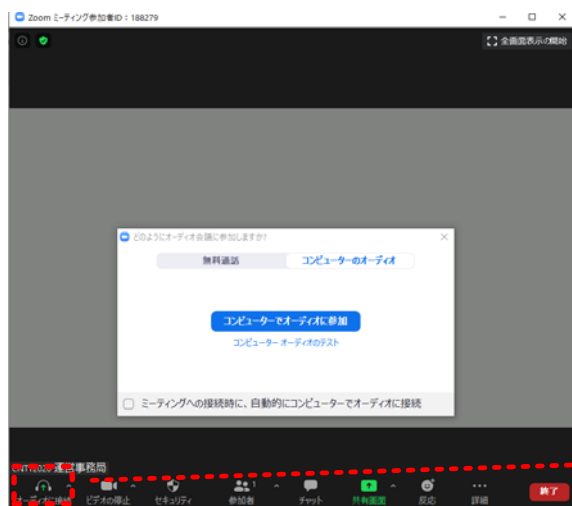 Zoom ミーティング参加者ID：188279
全画面表示の開始
どのようにオーディオ会議に参加しますか?
無料通話
コンピューターのオーディオ
コンピューターでオーディオに参加
コンピューター オーディオのテスト
ミーティングへの接続時に、自動的にコンピューターでオーディオに接続
運営事務局
オーディオに接続
ビデオの停止
セキュリティ
1
参加者
チャット
共有画面
反応
詳細
終了